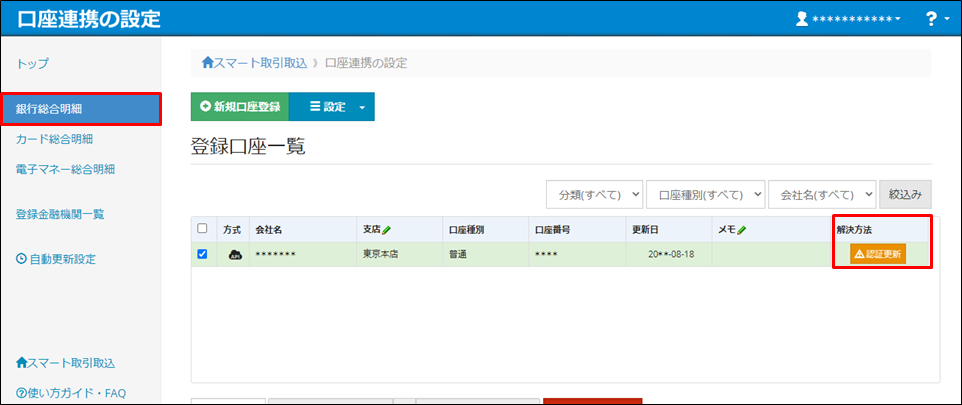 口座連携の設定
***********
?
トップ
銀行総合明細
カード総合明細
電子マネー総合明細
登録金融機関一覧
自動更新設定
スマート取引取込
使い方ガイド・FAQ
スマート取引取込 》 口座連携の設定
新規口座登録 設定
登録口座一覧
分類(すべて) 口座種別(すべて) 会社名(すべて) 絞込み
方式 会社名 支店 口座種別 口座番号 更新日 メモ 解決方法
API ******* 東京本店 普通 **** 20**-08-18 認証更新